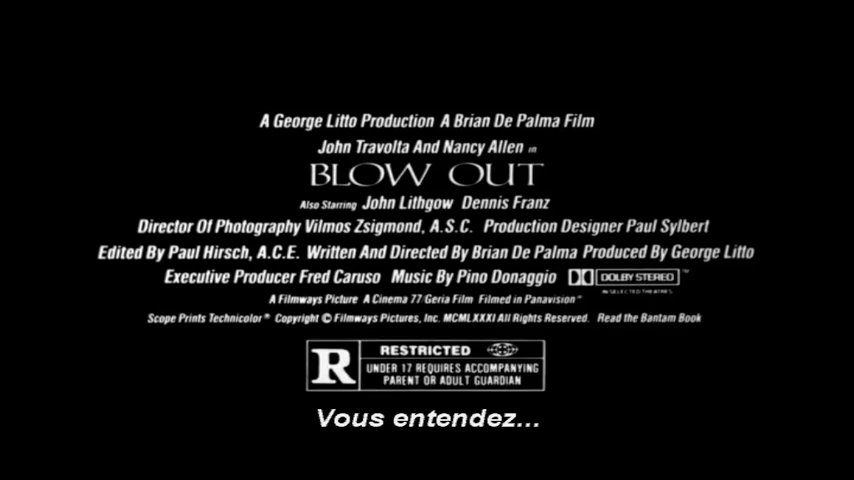 A George Litto Production A Brian De Palma Film
John Travolta And Nancy Allen in
BLOW OUT
Also Starring John Lithgow Dennis Franz
Director Of Photography Vilmos Zsigmond, A.S.C. Production Designer Paul Sylbert
Edited By Paul Hirsch, A.C.E. Written And Directed By Brian De Palma Produced By George Litto
Executive Producer Fred Caruso Music By Pino Donaggio DOLBY STEREO ™
IN SELECTED THEATRES
A Filmways Picture A Cinema 77 Geria Film Filmed in Panavision®
Scope Prints Technicolor® Copyright © Filmways Pictures, Inc. MCMLXXXI All Rights Reserved. Read the Bantam Book
R RESTRICTED
UNDER 17 REQUIRES ACCOMPANYING
PARENT OR ADULT GUARDIAN
Vous entendez...